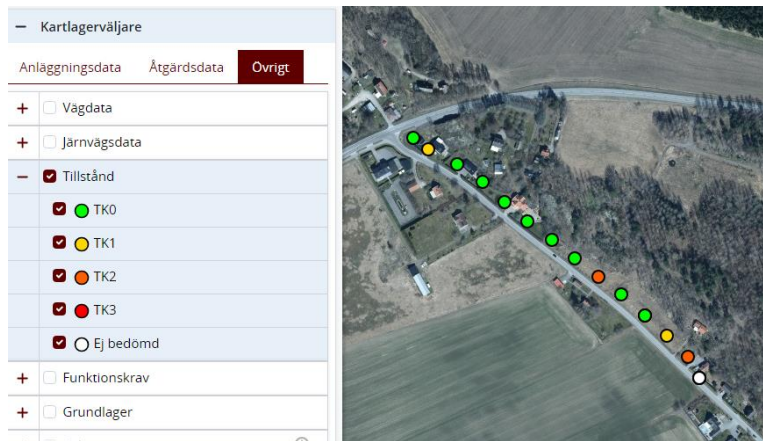 Kartlagerväljare
Anläggningsdata Åtgärdsdata Övrigt
Vägdata
Järnvägsdata
Tillstånd
TK0
TK1
TK2
TK3
Ej bedömd
Funktionskrav
Grundlager